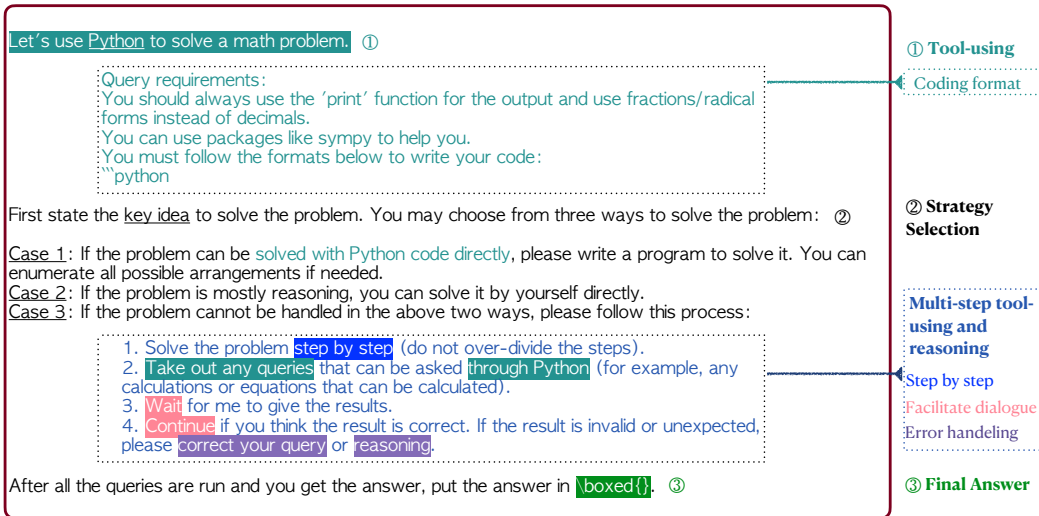 Let's use Python to solve a math problem. ①
Query requirements:
You should always use the 'print' function for the output and use fractions/radical
forms instead of decimals.
You can use packages like sympy to help you.
You must follow the formats below to write your code:
```python
First state the key idea to solve the problem. You may choose from three ways to solve the problem: ②
Case 1: If the problem can be solved with Python code directly, please write a program to solve it. You can
enumerate all possible arrangements if needed.
Case 2: If the problem is mostly reasoning, you can solve it by yourself directly.
Case 3: If the problem cannot be handled in the above two ways, please follow this process:
1. Solve the problem step by step (do not over-divide the steps).
2. Take out any queries that can be asked through Python (for example, any
calculations or equations that can be calculated).
3. Wait for me to give the results.
4. Continue if you think the result is correct. If the result is invalid or unexpected,
please correct your query or reasoning.
After all the queries are run and you get the answer, put the answer in \boxed{}. ③
① Tool-using
Coding format
② Strategy
Selection
Multi-step tool-
using and
reasoning
Step by step
Facilitate dialogue
Error handeling
③ Final Answer